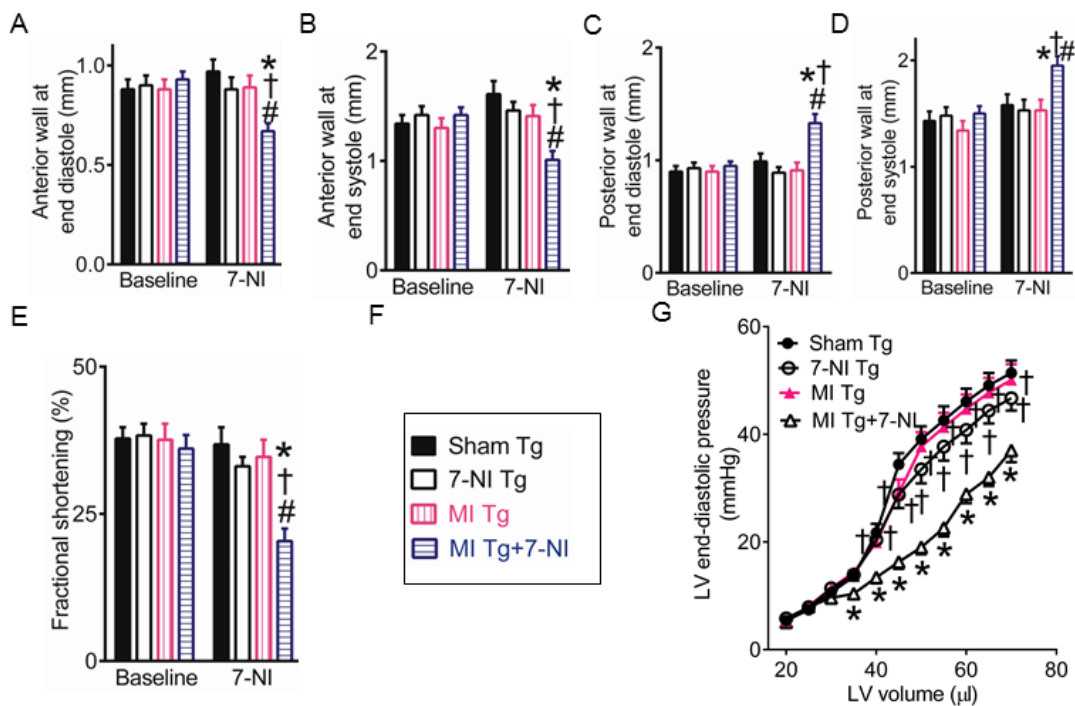 A
Anterior wall at
end diastole (mm)
1.0
0.5
0.0
Baseline
7-NI
*
†
#
B
Anterior wall at
end systole (mm)
2
1
0
Baseline
7-NI
*
†
#
C
Posterior wall at
end diastole (mm)
2
1
0
Baseline
7-NI
*†
#
D
Posterior wall at
end systole (mm)
2
1
0
Baseline
7-NI
*†#
E
Fractional shortening (%)
50
25
0
Baseline
7-NI
*
†
#
F
Sham Tg
7-NI Tg
MI Tg
MI Tg+7-NI
G
LV end-diastolic pressure
(mmHg)
60
40
20
0
Sham Tg
7-NI Tg
MI Tg
MI Tg+7-NI
† † † † † † † † † † † † † †
* * * * * * * *
20 40 60 80
LV volume (µl)